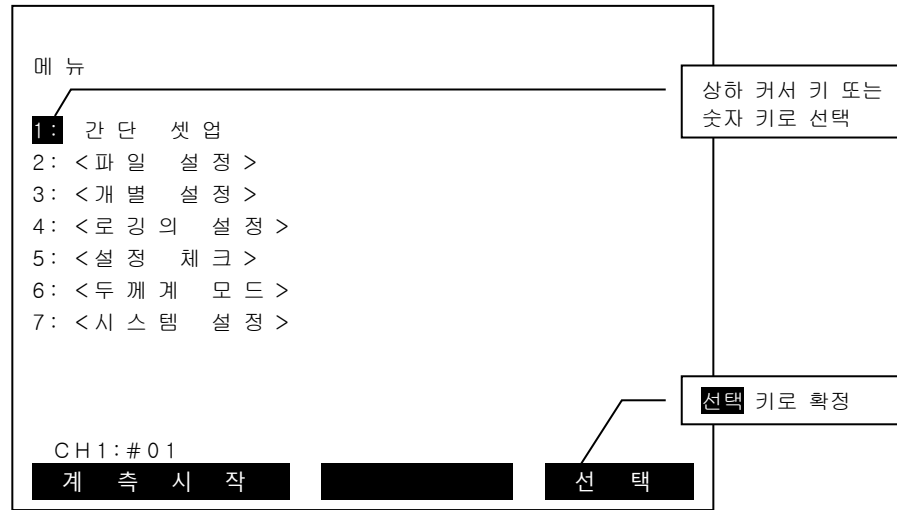 메 뉴
상하 커서 키 또는
숫자 키로 선택
1: 간단 셋업
2: <파일 설정>
3: <개별 설정>
4: <로깅의 설정>
5: <설정 체크>
6: <두께계 모드>
7: <시스템 설정>
선택 키로 확정
CH1:#01
계 측 시 작
선 택